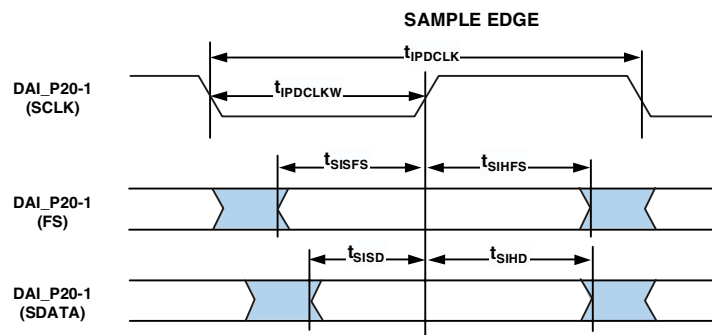 SAMPLE EDGE
tIPDCLK
DAI_P20-1
(SCLK)
tIPDCLKW
tSISFS
tSIHFS
DAI_P20-1
(FS)
tSISD
tSIHD
DAI_P20-1
(SDATA)